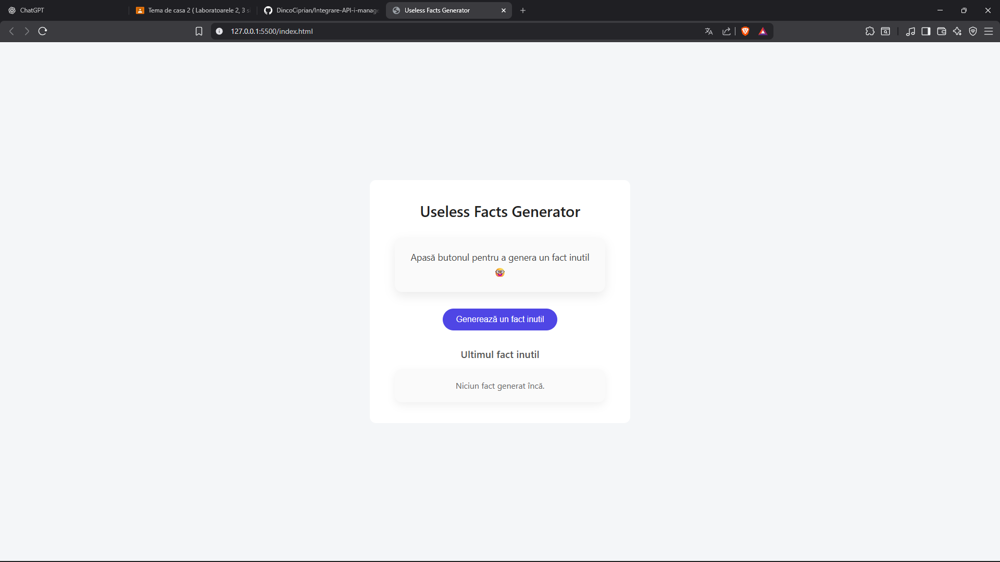 ChatGPT
Tema de casa 2 ( Laboratoarele 2, 3 si
DincoCiprian/Integrare-API-i-manage
Useless Facts Generator
127.0.0.1:5500/index.html
Useless Facts Generator
Apasă butonul pentru a genera un fact inutil
🤓
Generează un fact inutil
Ultimul fact inutil
Niciun fact generat încă.